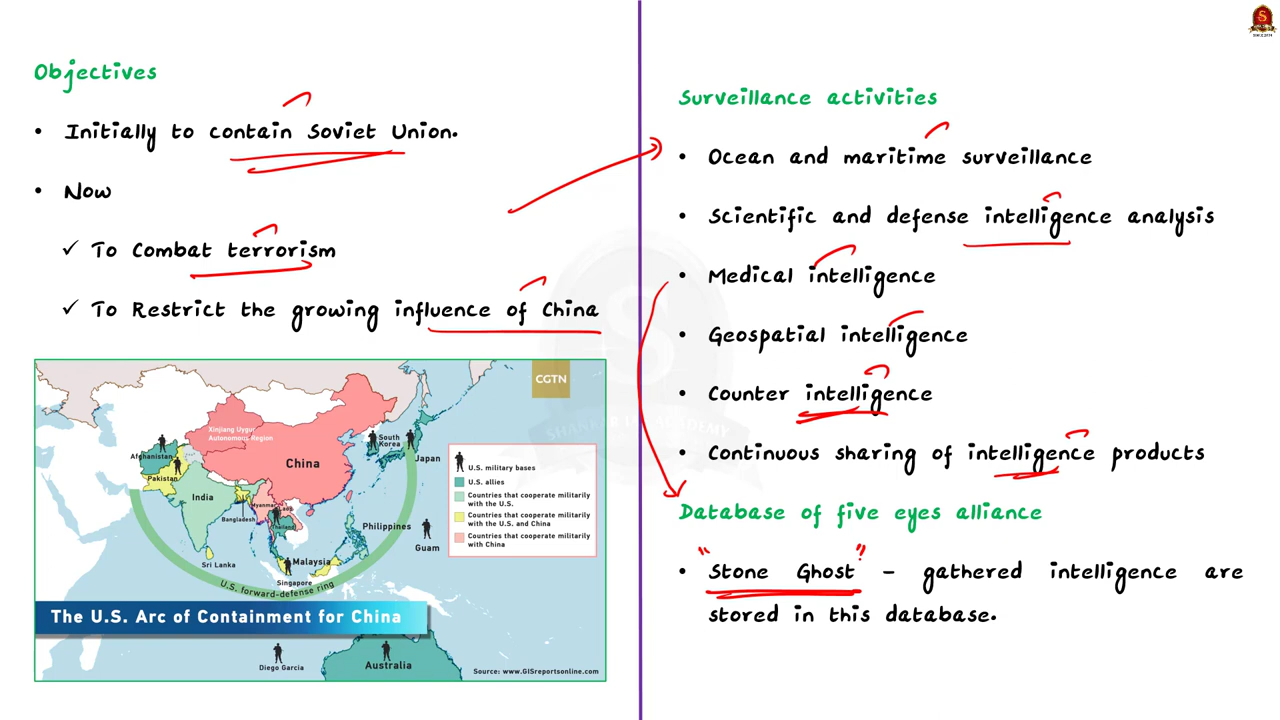 Objectives
• Initially to contain Soviet Union.
• Now
✓ To Combat terrorism
✓ To Restrict the growing influence of China
CGTN
Xinjiang Uygur
Autonomous Region
Afghanistan
Pakistan
China
South
Korea
Japan
India
Myanmar
Laos
Bangladesh
Thailand
Philippines
Guam
Sri Lanka
Malaysia
Singapore
U.S. forward-defense ring
U.S. military bases
U.S. allies
Countries that cooperate militarily
with the U.S.
Countries that cooperate militarily
with the U.S. and China
Countries that cooperate militarily
with China
The U.S. Arc of Containment for China
Diego Garcia
Australia
Source: www.GISreportsonline.com
Surveillance activities
• Ocean and maritime surveillance
• Scientific and defense intelligence analysis
• Medical intelligence
• Geospatial intelligence
• Counter intelligence
• Continuous sharing of intelligence products
Database of five eyes alliance
• "Stone Ghost" – gathered intelligence are
stored in this database.